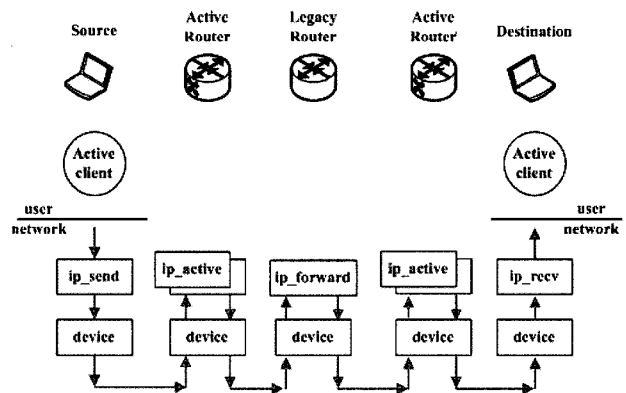 Source
Active
Router
Legacy
Router
Active
Router
Destination
Active
client
Active
client
user
network
user
network
ip_send
ip_active
ip_forward
ip_active
ip_recv
device
device
device
device
device